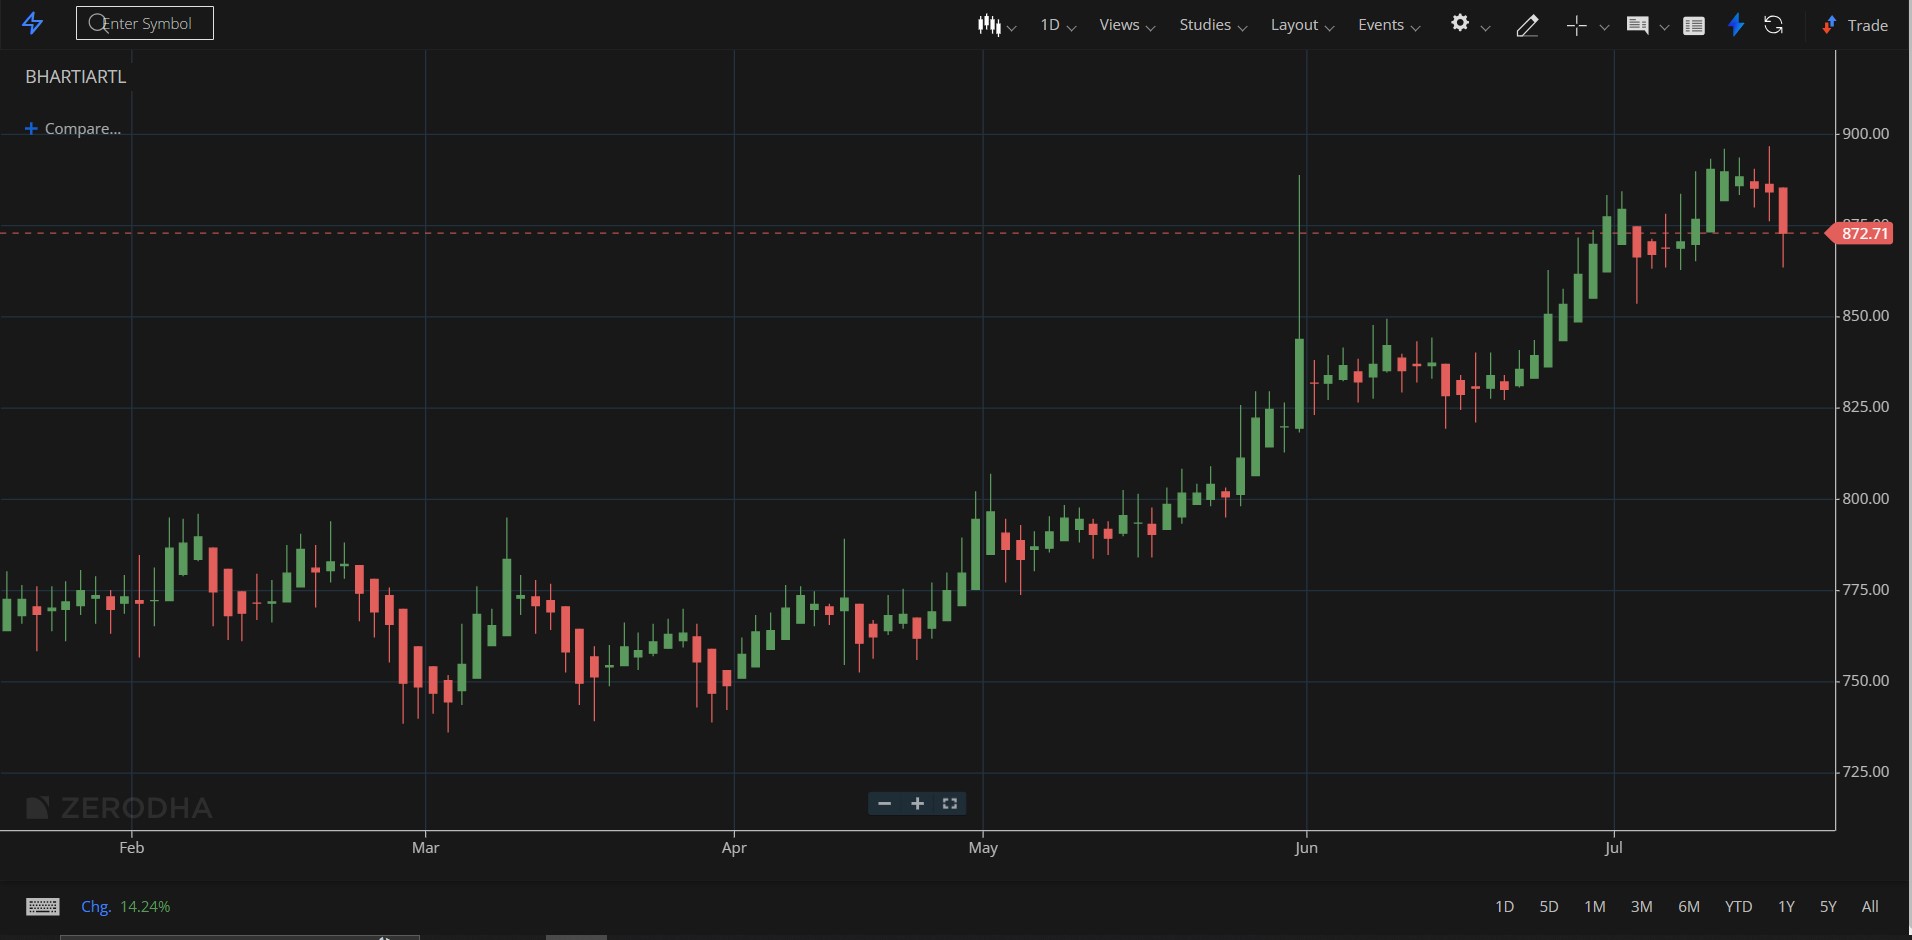 Enter Symbol 1D Views Studies Layout Events Trade
BHARTIARTL
Compare...
900.00
875.00
872.71
850.00
825.00
800.00
775.00
750.00
725.00
ZERODHA
Feb Mar Apr May Jun Jul
Chg. 14.24% 1D 5D 1M 3M 6M YTD 1Y 5Y All